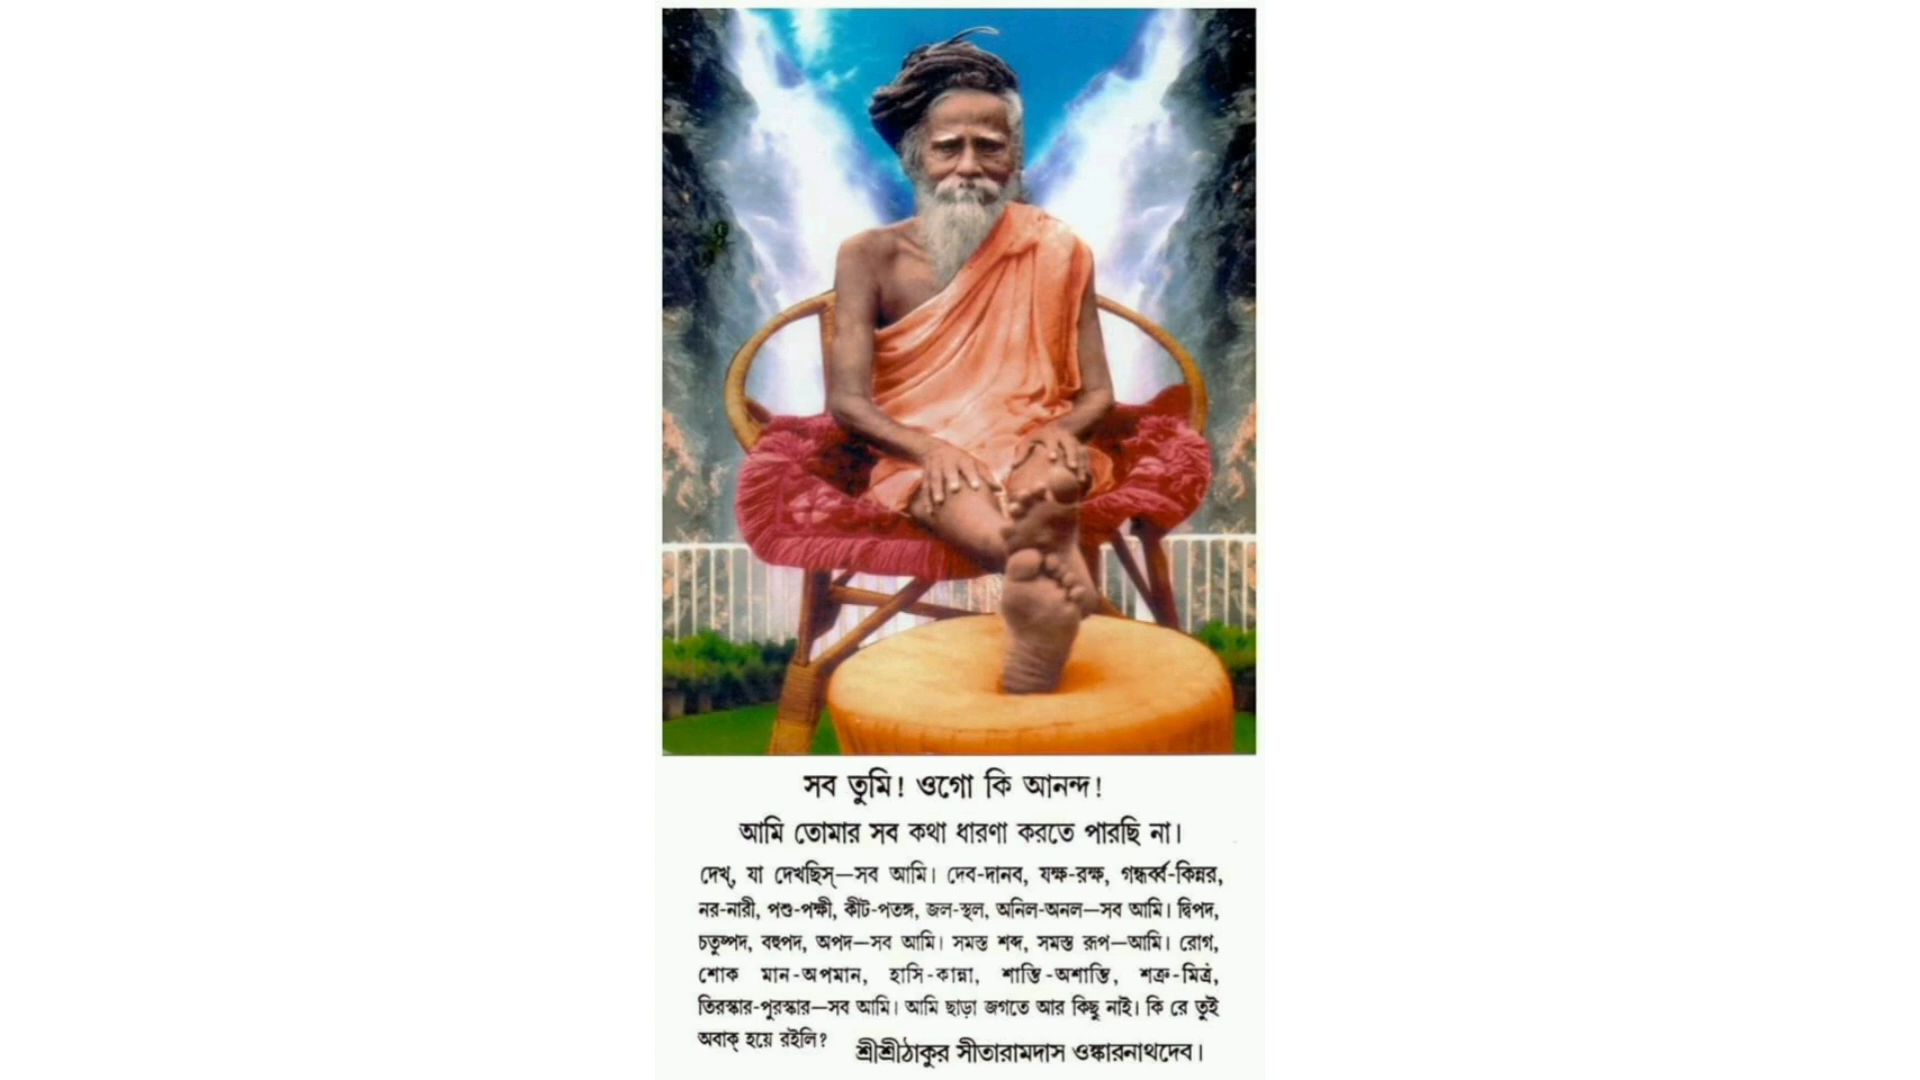 সব তুমি! ওগো কি আনন্দ!
আমি তোমার সব কথা ধারণা করতে পারছি না।
দেখ্, যা দেখছিস্—সব আমি। দেব-দানব, যক্ষ-রক্ষ, গন্ধর্ব্ব-কিন্নর,
নর-নারী, পশু-পক্ষী, কীট-পতঙ্গ, জল-স্থল, অনিল-অনল—সব আমি। দ্বিপদ,
চতুষ্পদ, বহুপদ, অপদ—সব আমি। সমস্ত শব্দ, সমস্ত রূপ—আমি। রোগ,
শোক মান-অপমান, হাসি-কান্না, শান্তি-অশান্তি, শত্রু-মিত্র,
তিরস্কার-পুরস্কার—সব আমি। আমি ছাড়া জগতে আর কিছু নাই। কি রে তুই
অবাক্ হয়ে রইলি?
শ্রীশ্রীঠাকুর সীতারামদাস ওঙ্কারনাথদেব।